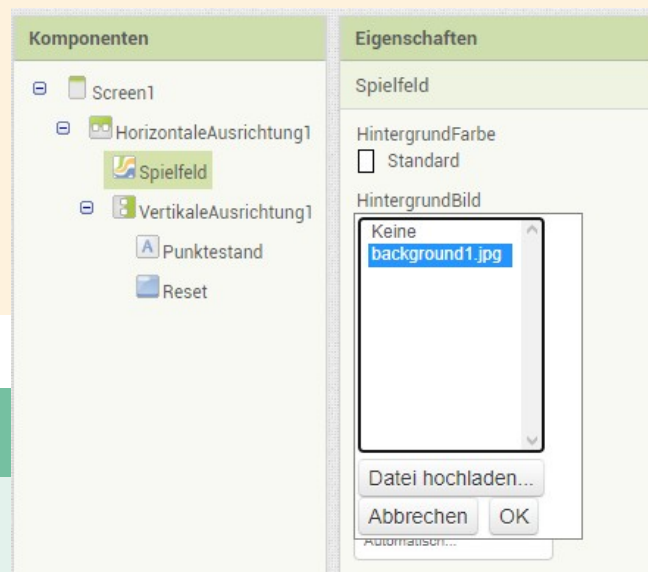 Komponenten
Screen1
HorizontaleAusrichtung1
Spielfeld
VertikaleAusrichtung1
Punktestand
Reset
Eigenschaften
Spielfeld
HintergrundFarbe
Standard
HintergrundBild
Keine
background1.jpg
Datei hochladen...
Abbrechen OK
Automatisch...